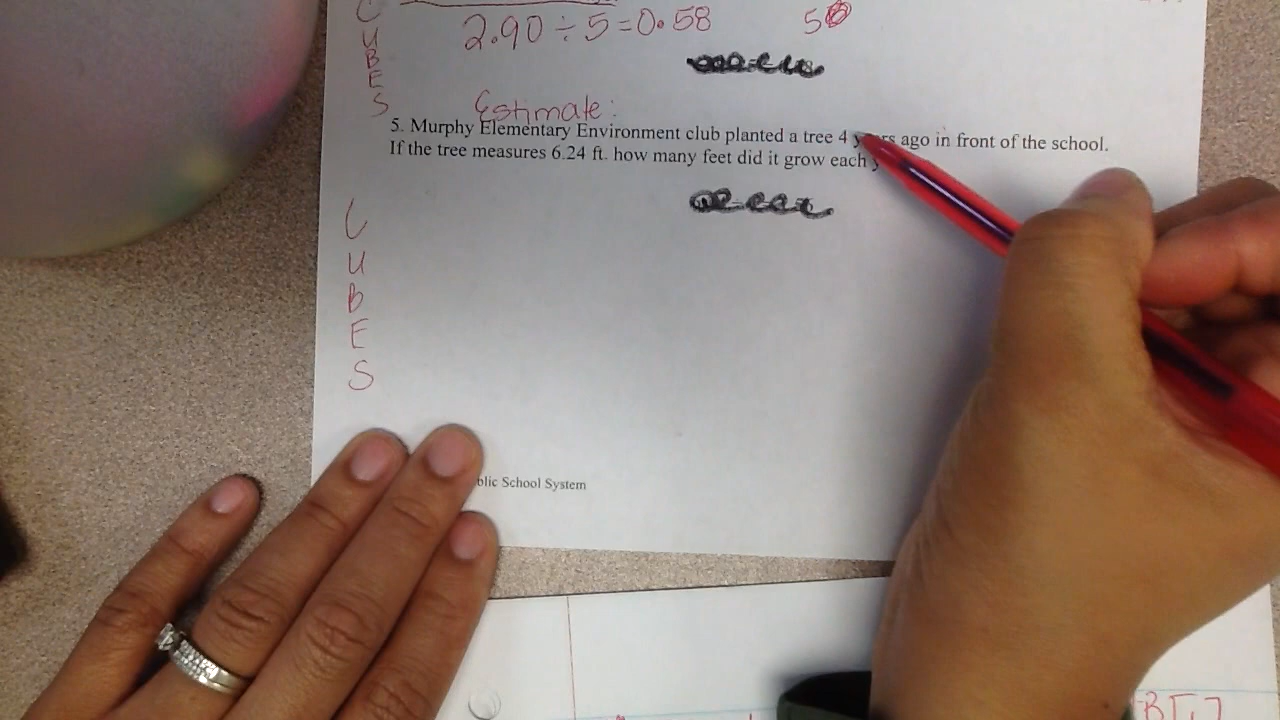 C
U
B
E
S
2.90 ÷ 5 = 0.58
5
Estimate:
5. Murphy Elementary Environment club planted a tree 4 ago in front of the school.
If the tree measures 6.24 ft. how many feet did it grow each
C
U
B
E
S
School System